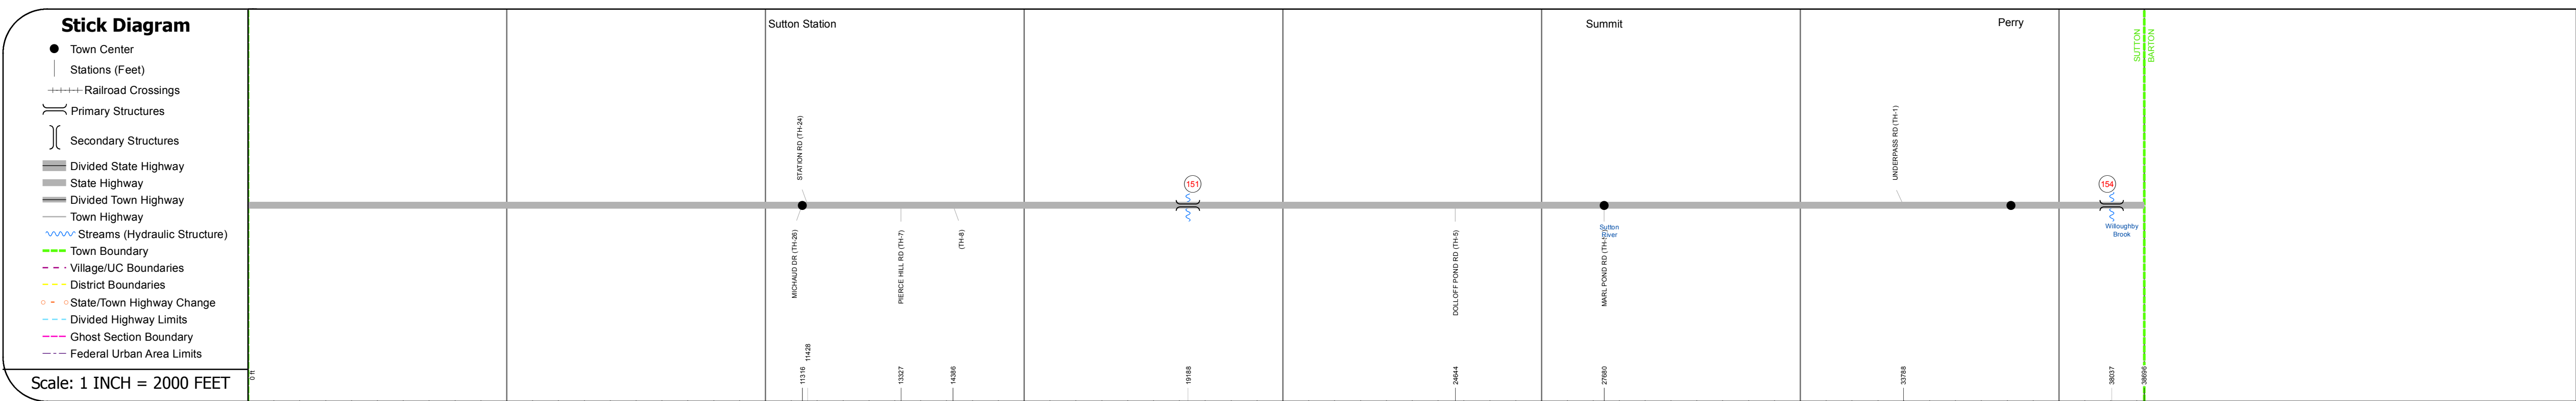 Stick Diagram
Town Center
Stations (Feet)
Railroad Crossings
Primary Structures
Secondary Structures
Divided State Highway
State Highway
Divided Town Highway
Town Highway
Streams (Hydraulic Structure)
Town Boundary
Village/UC Boundaries
District Boundaries
State/Town Highway Change
Divided Highway Limits
Ghost Section Boundary
Federal Urban Area Limits
Scale: 1 INCH = 2000 FEET
Sutton Station
Summit
Perry
SUTTON
BARTON
STATION RD (TH-24)
UNDERPASS RD (TH-1)
151
154
MICHAUD DR (TH-26)
PIERCE HILL RD (TH-7)
(TH-8)
DOLLOFF POND RD (TH-5)
MARL POND RD
Sutton
River
Willoughby
Brook
0 ft
11316
11428
13327
14386
19188
24644
27680
33788
38037
38696